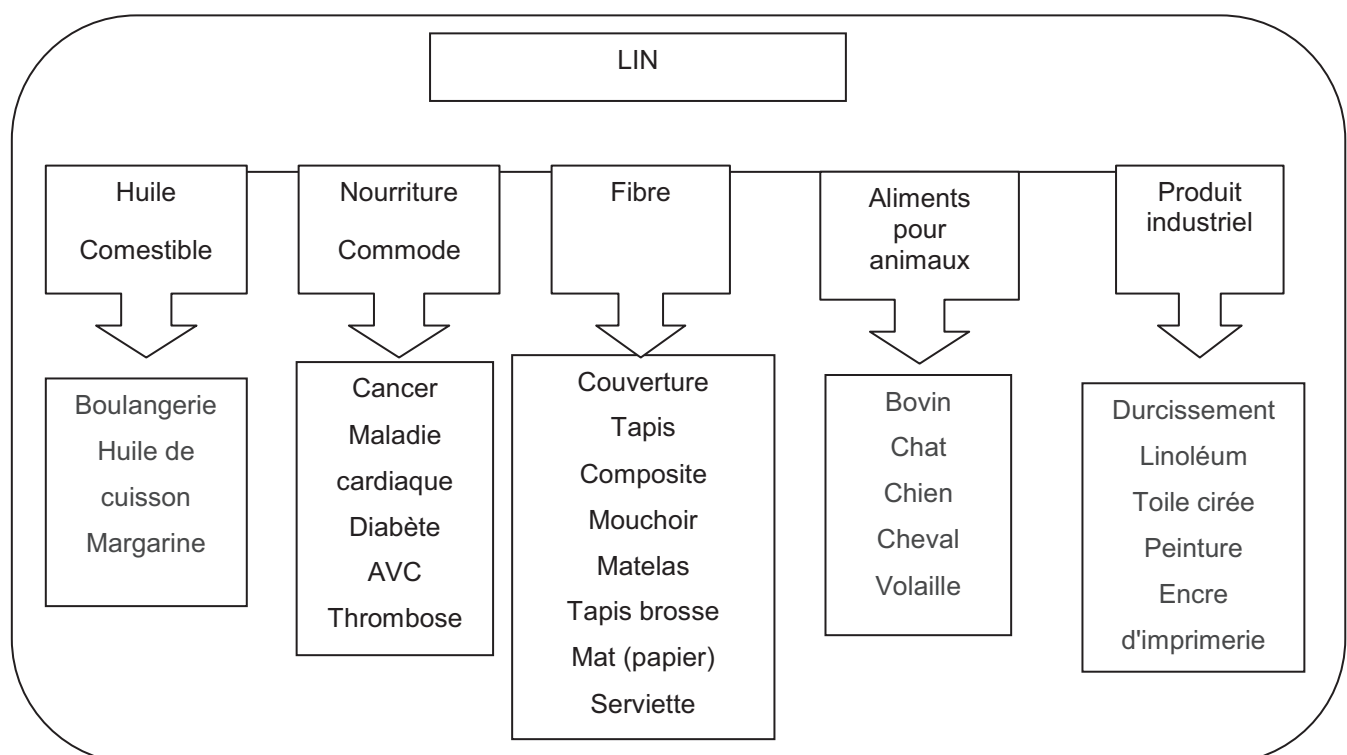 LIN
Huile
Comestible
Nourriture
Commode
Fibre
Aliments
pour
animaux
Produit
industriel
Boulangerie
Huile de
cuisson
Margarine
Cancer
Maladie
cardiaque
Diabète
AVC
Thrombose
Couverture
Tapis
Composite
Mouchoir
Matelas
Tapis brosse
Mat (papier)
Serviette
Bovin
Chat
Chien
Cheval
Volaille
Durcissement
Linoléum
Toile cirée
Peinture
Encre
d'imprimerie